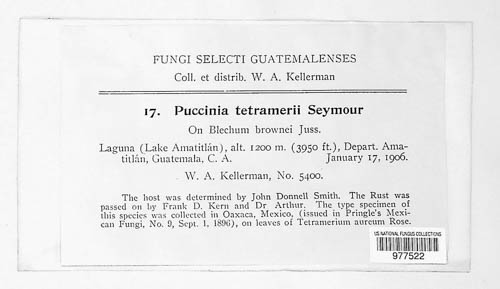 FUNGI SELECTI GUATEMALENSES
Coll. et distrib. W. A. Kellerman
17. Puccinia tetramerii Seymour
On Blechum brownei Juss.
Laguna (Lake Amatitlán), alt. 1200 m. (3950 ft.), Depart. Ama-
titlán, Guatemala, C. A. January 17, 1906.
W. A. Kellerman, No. 5400.
The host was determined by John Donnell Smith. The Rust was
passed on by Frank D. Kern and Dr Arthur. The type specimen of
this species was collected in Oaxaca, Mexico, (issued in Pringle's Mexi-
can Fungi, No. 9, Sept. 1, 1896), on leaves of Tetramerium aureum Rose.
US NATIONAL FUNGUS COLLECTIONS
977522